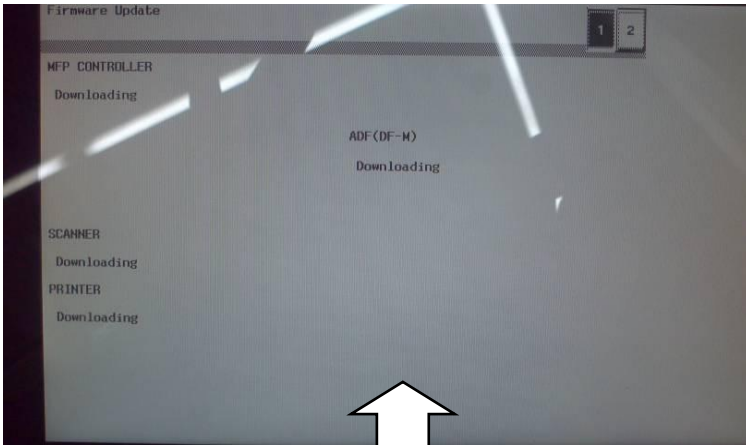 Firmware Update
1 2
MFP CONTROLLER
Downloading
ADF(DF-M)
Downloading
SCANNER
Downloading
PRINTER
Downloading